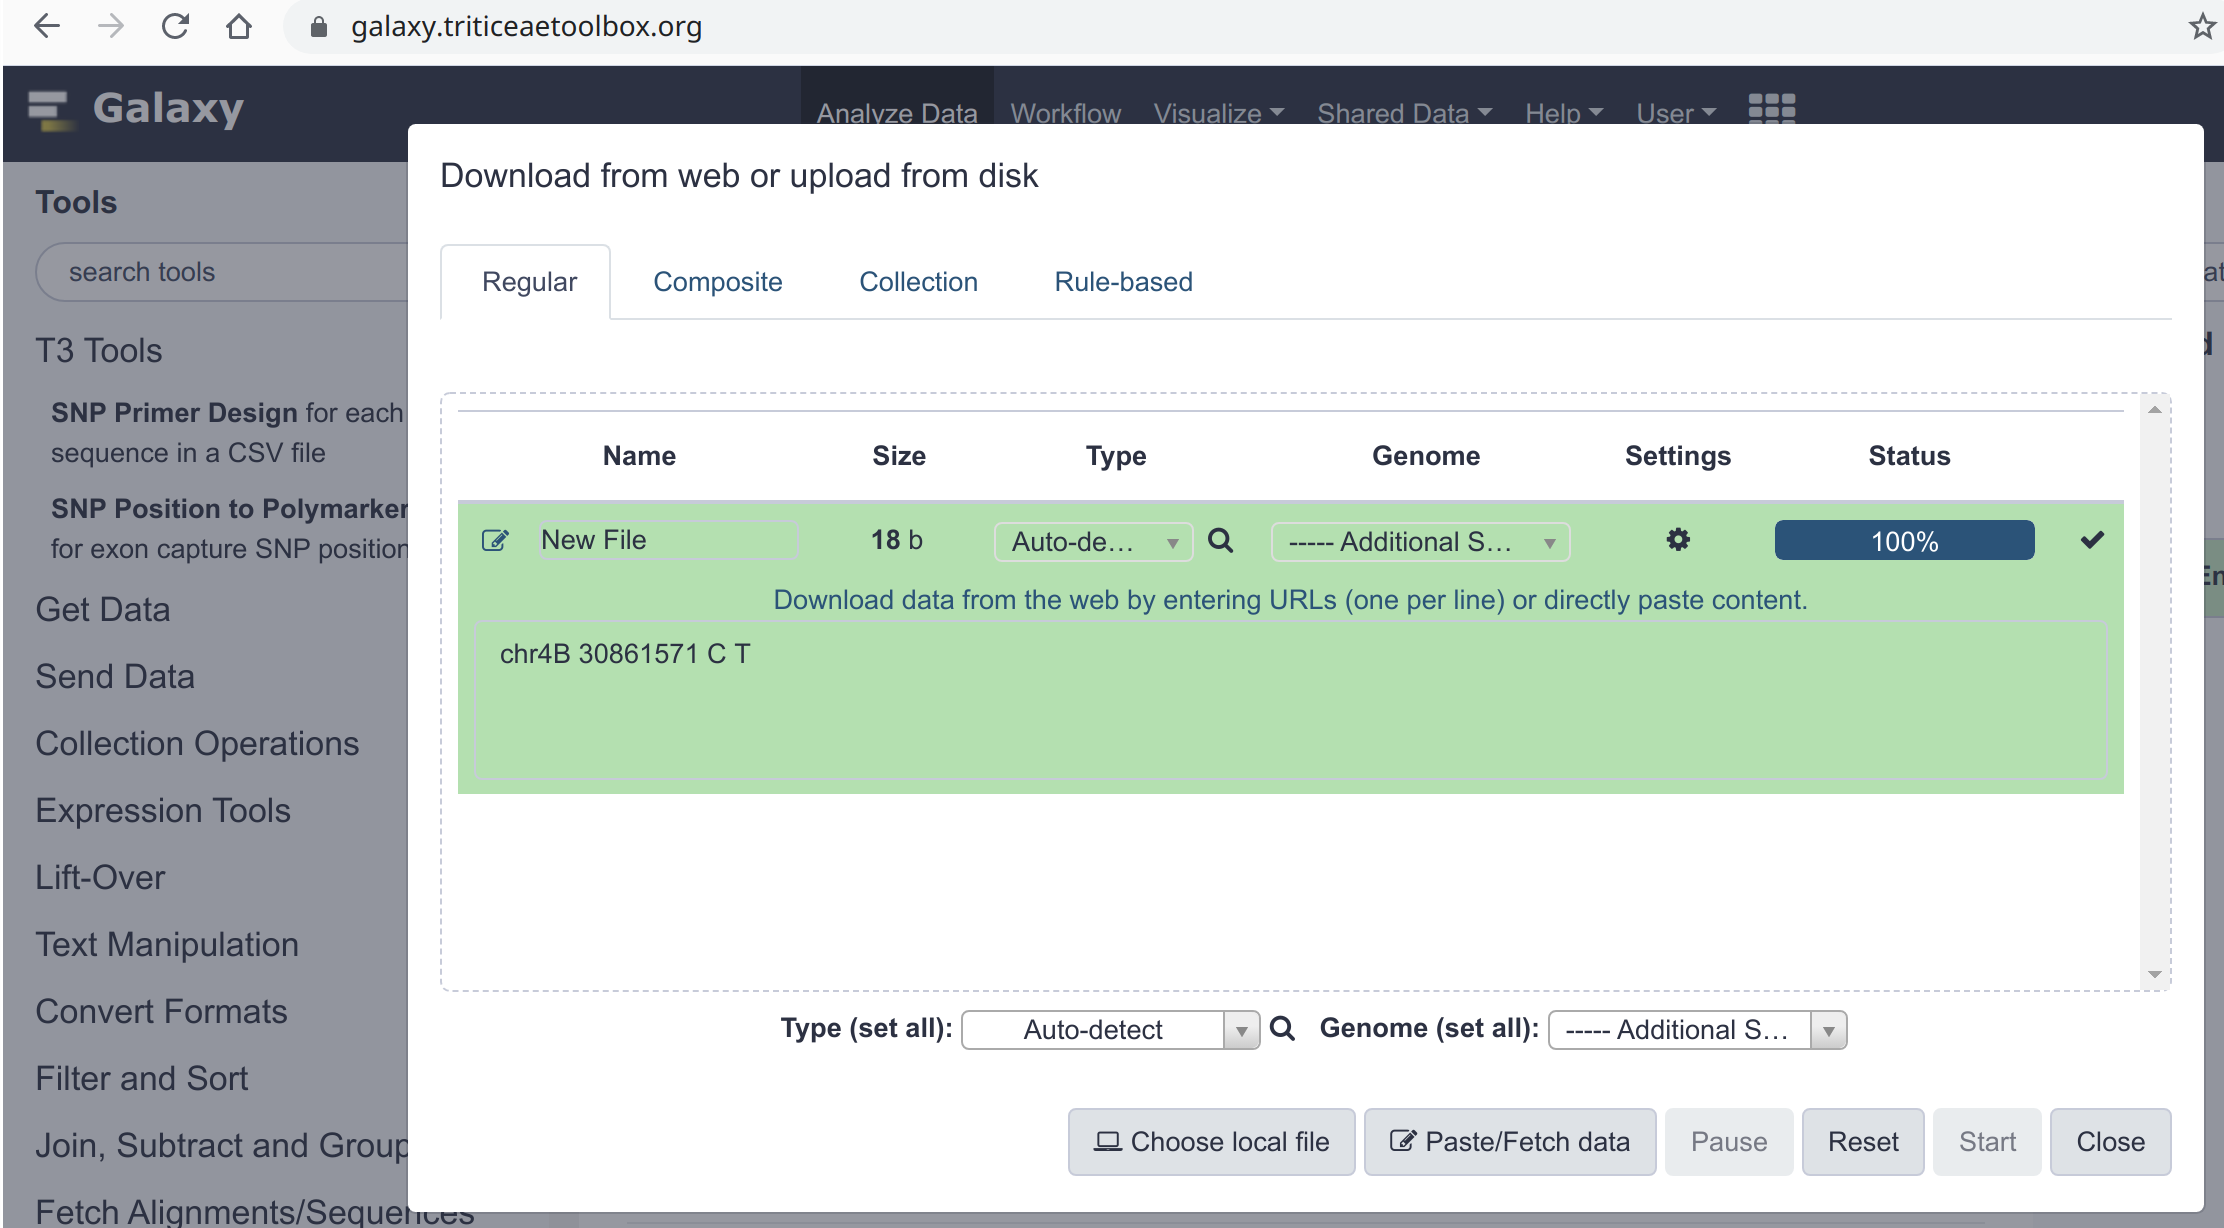 galaxy.triticeaetoolbox.org
Galaxy
Analyze Data Workflow Visualize Shared Data Help User
Download from web or upload from disk
Tools
search tools
Regular Composite Collection Rule-based
T3 Tools
SNP Primer Design for each
sequence in a CSV file
SNP Position to Polymarker
for exon capture SNP position
Get Data
Send Data
Collection Operations
Expression Tools
Lift-Over
Text Manipulation
Convert Formats
Filter and Sort
Join, Subtract and Group
Fetch Alignments/Sequences
Name Size Type Genome Settings Status
New File 18 b Auto-de... ----- Additional S... 100%
Download data from the web by entering URLs (one per line) or directly paste content.
chr4B 30861571 C T
Type (set all): Auto-detect Genome (set all): ----- Additional S...
Choose local file Paste/Fetch data Pause Reset Start Close